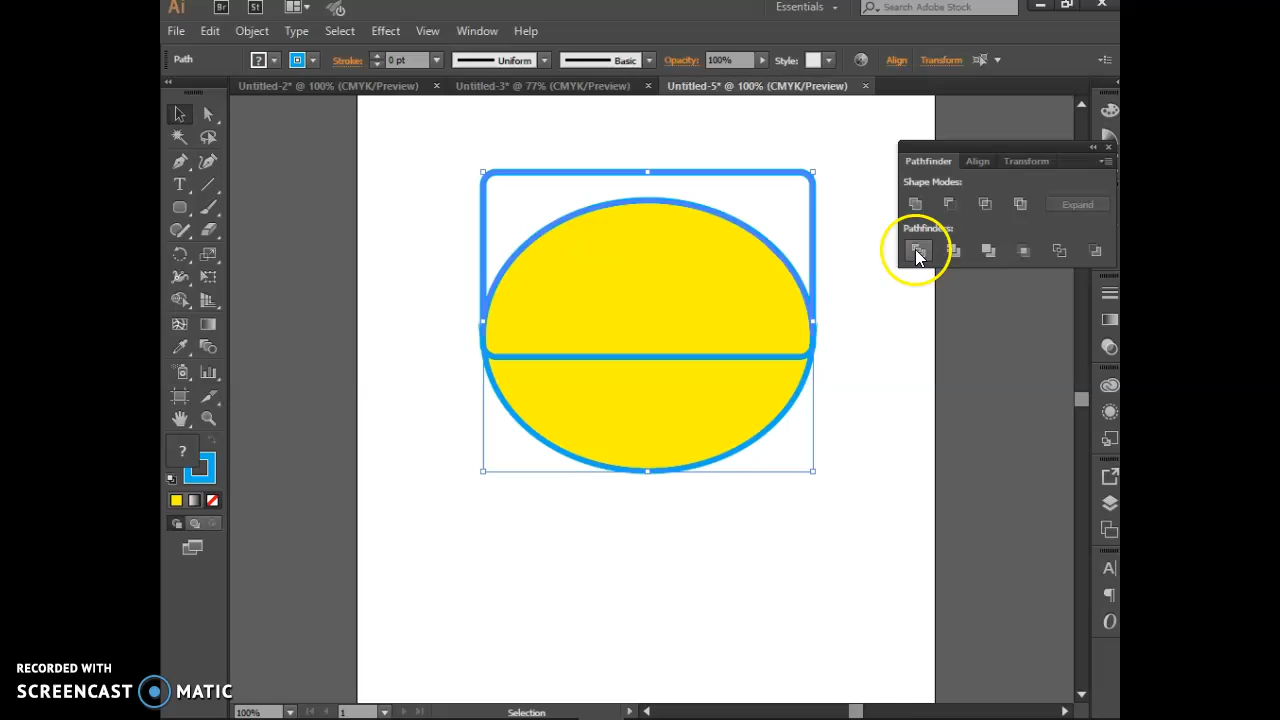 Ai
Br
St
Essentials
Search Adobe Stock
File
Edit
Object
Type
Select
Effect
View
Window
Help
Path
?
Stroke:
0 pt
Uniform
Basic
Opacity:
100%
Style:
Align
Transform
Untitled-2* @ 100% (CMYK/Preview)
Untitled-3* @ 77% (CMYK/Preview)
Untitled-5* @ 100% (CMYK/Preview)
Pathfinder
Align
Transform
Shape Modes:
Expand
Pathfinders:
T
?
A
O
RECORDED WITH
SCREENCAST MATIC
100%
1
Selection